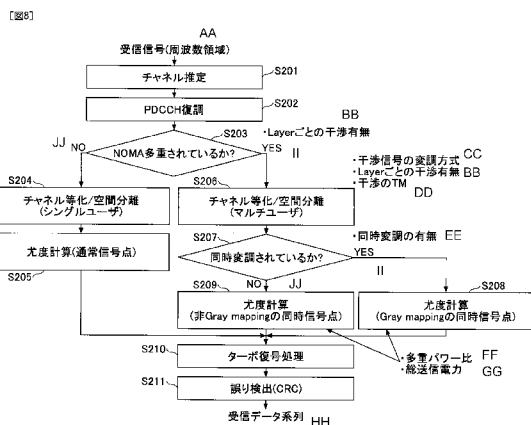 [図8]
AA
受信信号(周波数領域)
チャネル推定
S201
PDCCH復調
S202
BB
S203
・Layerごとの干渉有無
JJ
NO
NOMA多重されているか?
YES
II
・干渉信号の変調方式
CC
・Layerごとの干渉有無
BB
・干渉のTM
DD
S204
チャネル等化/空間分離
(シングルユーザ)
S206
チャネル等化/空間分離
(マルチユーザ)
S207
・同時変調の有無
EE
尤度計算(通常信号点)
S205
同時変調されているか?
YES
II
NO
JJ
S209
尤度計算
(非Gray mappingの同時信号点)
S208
尤度計算
(Gray mappingの同時信号点)
S210
ターボ復号処理
・多重パワー比
FF
・総送信電力
GG
S211
誤り検出(CRC)
受信データ系列
HH